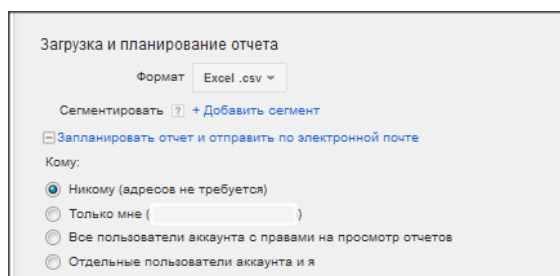 Загрузка и планирование отчета
Формат Excel .csv
Сегментировать ? + Добавить сегмент
Запланировать отчет и отправить по электронной почте
Кому:
Никому (адресов не требуется)
Только мне ( )
Все пользователи аккаунта с правами на просмотр отчетов
Отдельные пользователи аккаунта и я